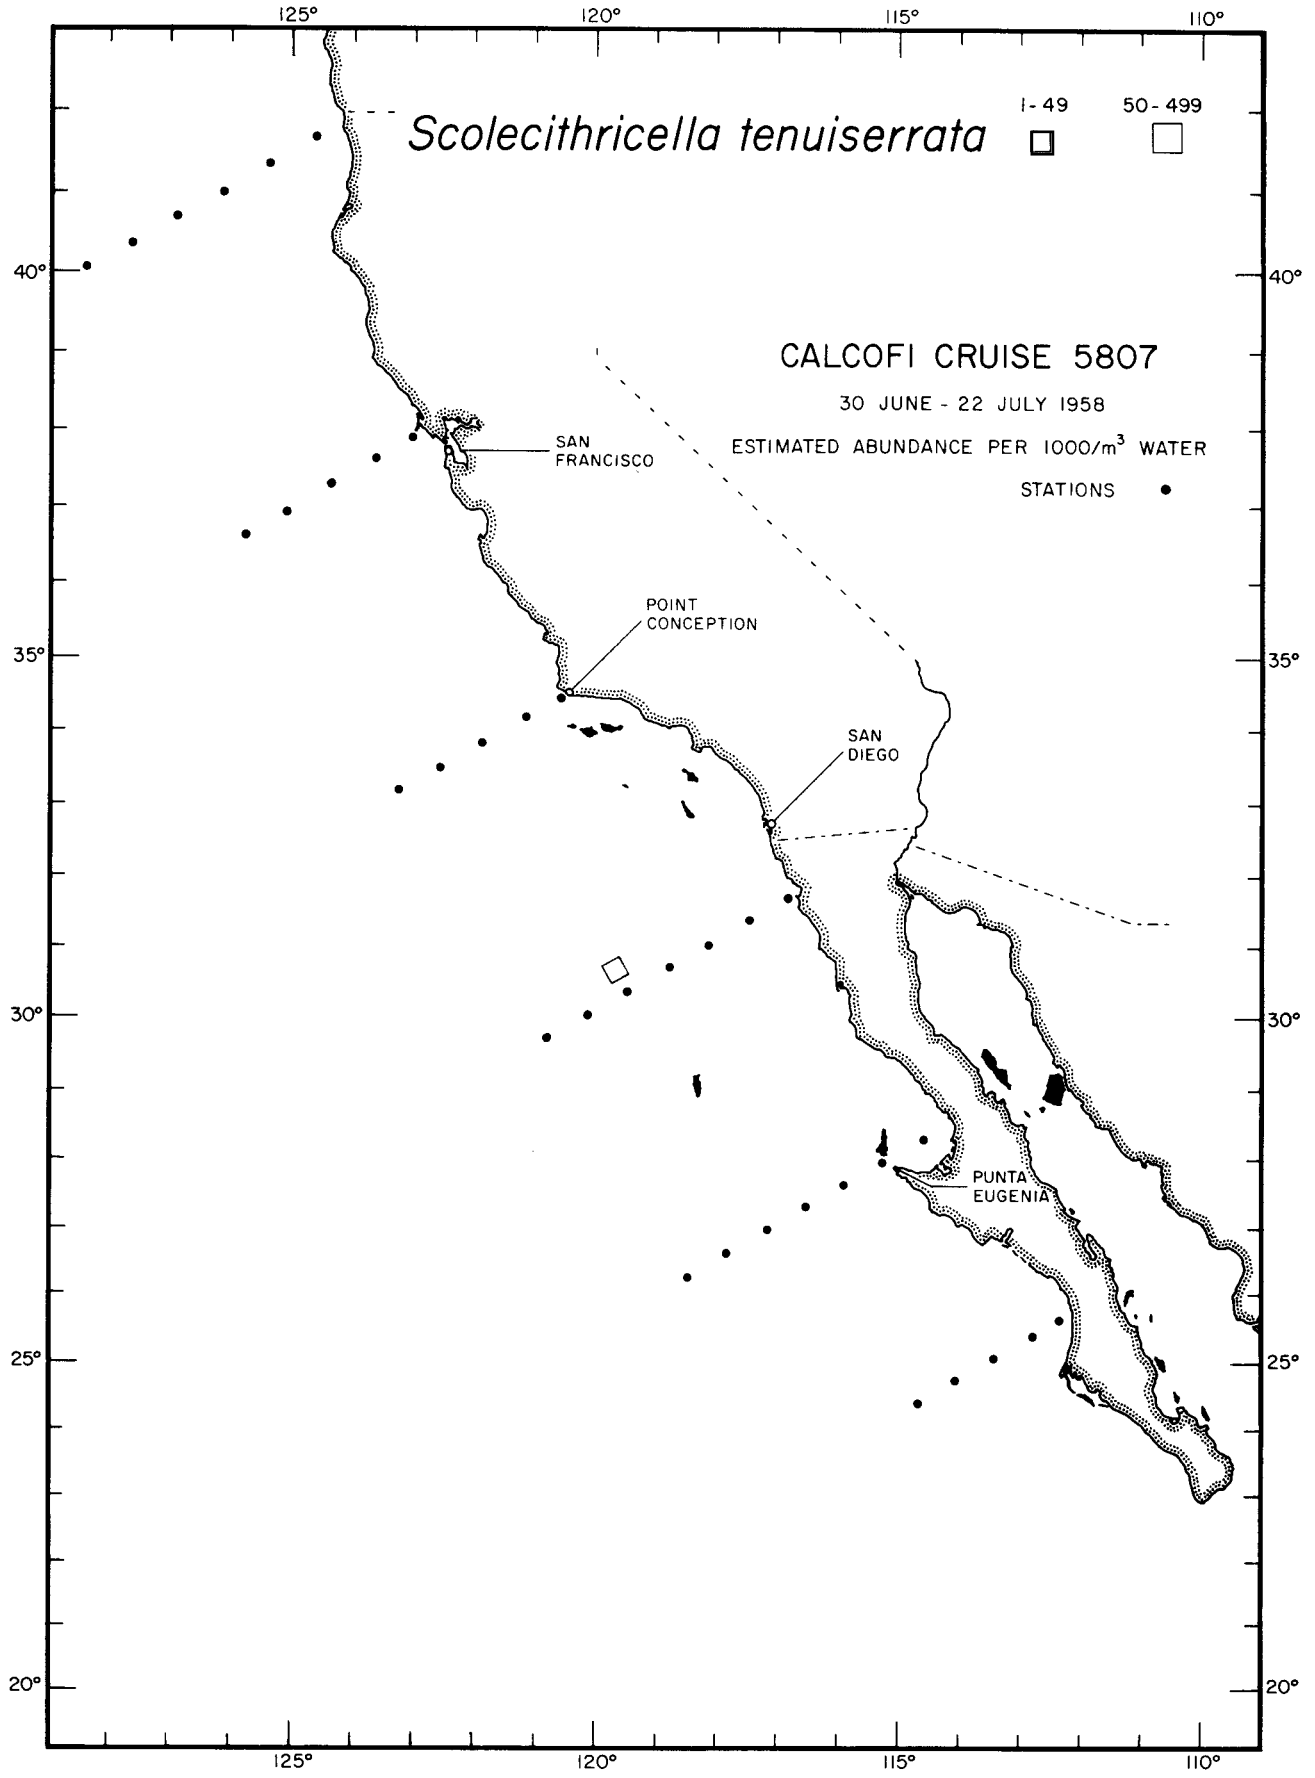 125° 120° 115° 110°
1-49 50-499
Scolecithricella tenuiserrata
40° 40°
CALCOFI CRUISE 5807
30 JUNE - 22 JULY 1958
ESTIMATED ABUNDANCE PER 1000/m³ WATER
STATIONS
SAN
FRANCISCO
POINT
CONCEPTION
35° 35°
SAN
DIEGO
30° 30°
PUNTA
EUGENIA
25° 25°
20° 20°
125° 120° 115° 110°